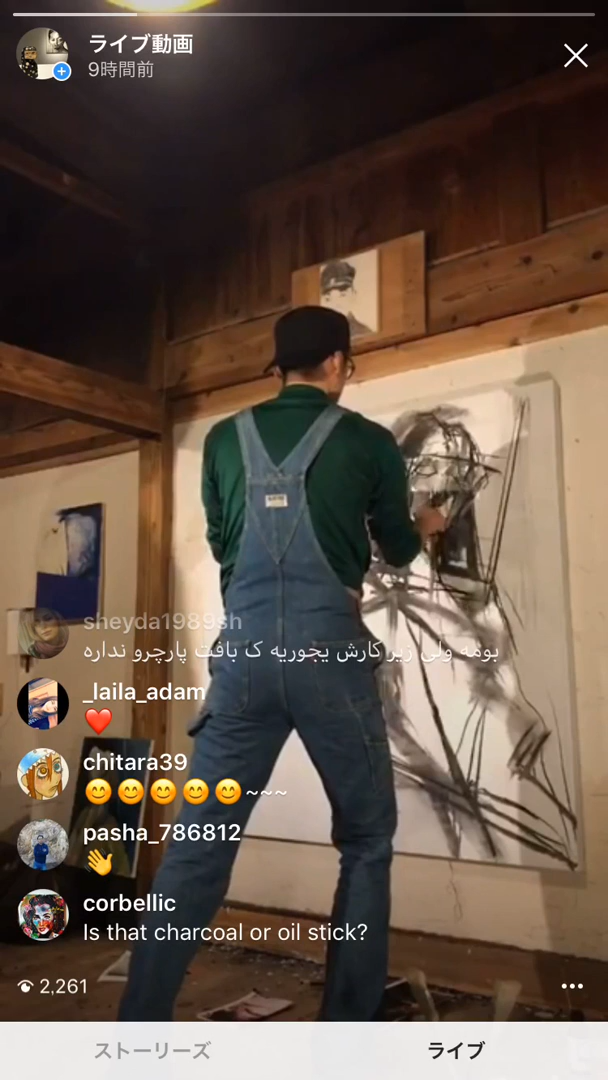 ライブ動画
9時間前
sheyda1989sh
بومه ولی زیر کارش یجوریه ک بافت پارچرو نداره
_laila_adam
❤️
chitara39
😊😊😊😊😊~~~
pasha_786812
👋
corbellic
Is that charcoal or oil stick?
2,261
ストーリーズ
ライブ